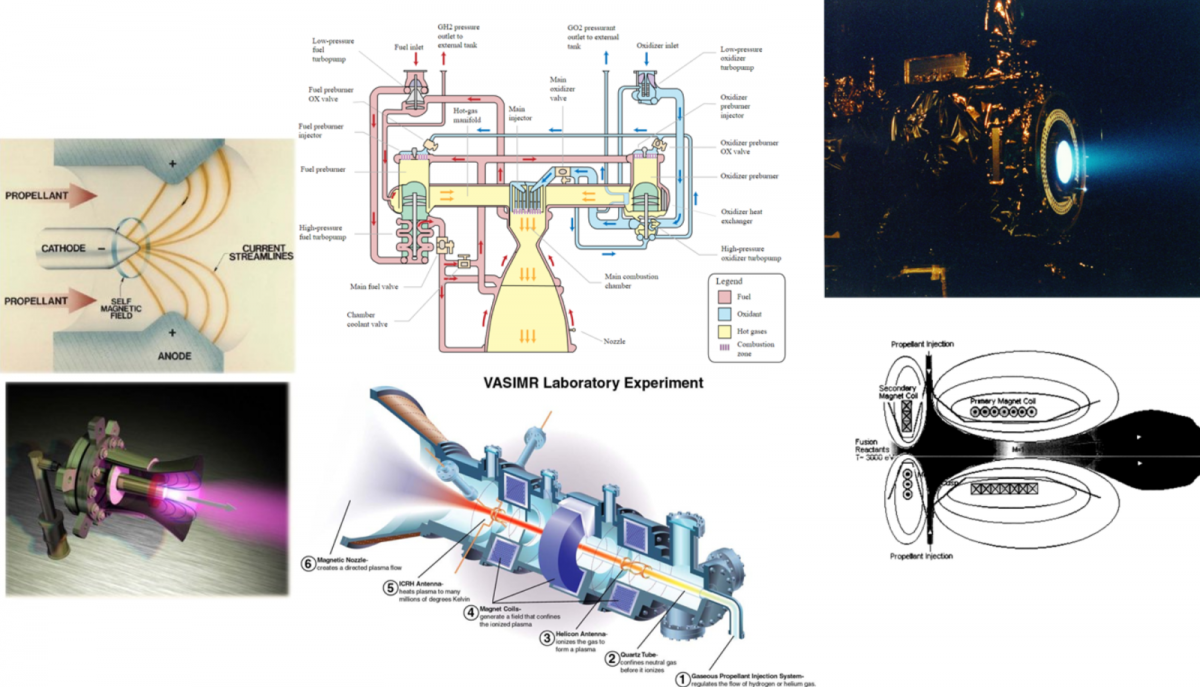 PROPELLANT
CATHODE
−
+
CURRENT
STREAMLINES
PROPELLANT
SELF
MAGNETIC
FIELD
+
ANODE
GH2 pressure
outlet to
external tank
GO2 pressurant
outlet to external
tank
Low-pressure
fuel
turbopump
Fuel inlet
Oxidizer inlet
Low-pressure
oxidizer
turbopump
Fuel preburner
OX valve
Main
oxidizer
valve
Hot-gas
manifold
Main
injector
Oxidizer
preburner
injector
Fuel preburner
injector
Oxidizer preburner
OX valve
Fuel preburner
Oxidizer preburner
High-pressure
fuel turbopump
Oxidizer heat
exchanger
High-pressure
oxidizer turbopump
Main fuel valve
Main combustion
chamber
Chamber
coolant valve
Nozzle
Legend
Fuel
Oxidant
Hot gases
Combustion
zone
VASIMR Laboratory Experiment
6 Magnetic Nozzle-
creates a directed plasma flow
5 ICRH Antenna-
heats plasma to many
millions of degrees Kelvin
4 Magnet Coils-
generate a field that confines
the ionized plasma
3 Helicon Antenna-
ionizes the gas to
form a plasma
2 Quartz Tube-
confines neutral gas
before it ionizes
1 Gaseous Propellant Injection System-
regulates the flow of hydrogen or helium gas.
Propellant Injection
Secondary
Magnet Coil
Primary Magnet Coil
Fusion
Reactants
T~ 3000 eV
M=1
Propellant Injection